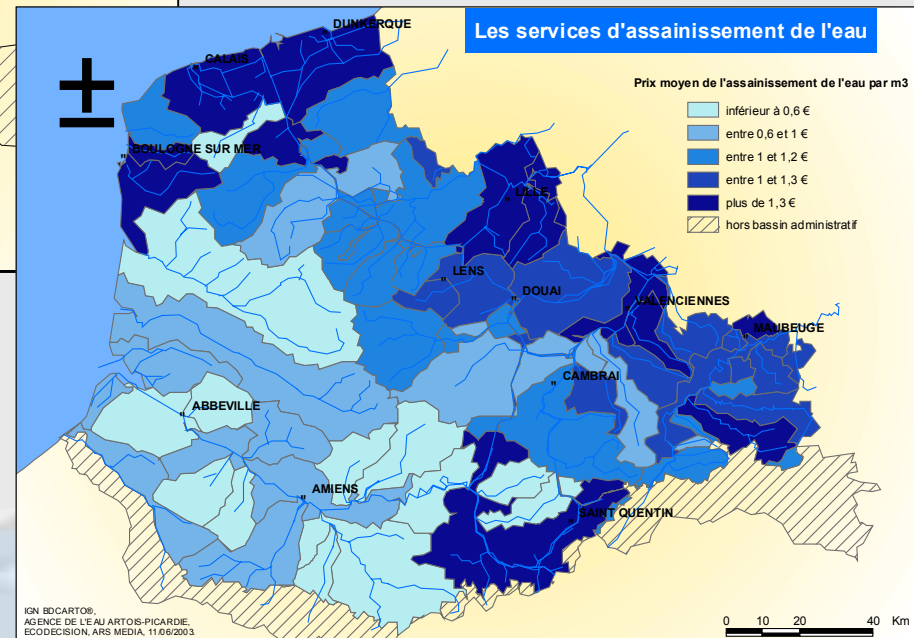 Les services d'assainissement de l'eau
Prix moyen de l'assainissement de l'eau par m3
inférieur à 0,6 €
entre 0,6 et 1 €
entre 1 et 1,2 €
entre 1 et 1,3 €
plus de 1,3 €
hors bassin administratif
DUNKERQUE
CALAIS
BOULOGNE SUR MER
LILLE
LENS
DOUAI
VALENCIENNES
MAUBEUGE
CAMBRAI
ABBEVILLE
AMIENS
SAINT QUENTIN
IGN BDCARTO®,
AGENCE DE L'EAU ARTOIS-PICARDIE,
ECODECISION, ARS MEDIA, 11/06/2003
0 10 20 40 Km